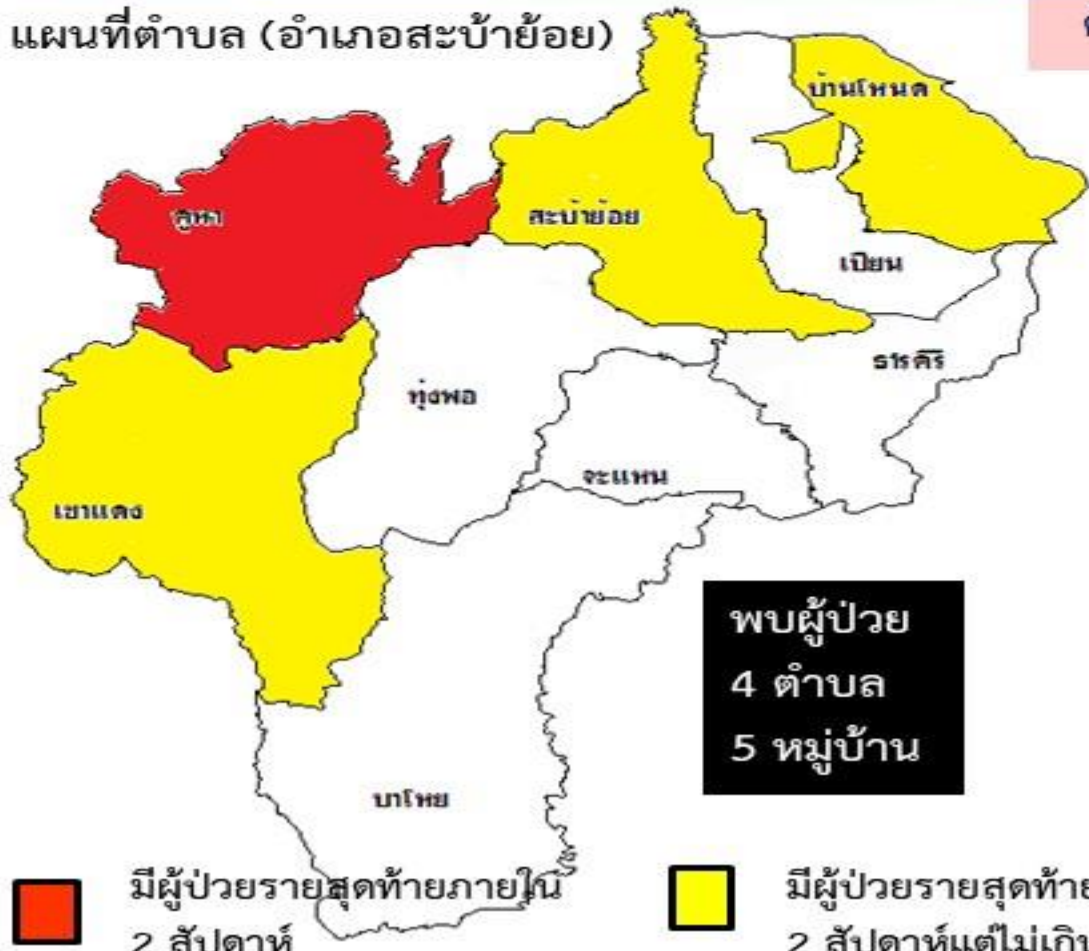 แผนที่ตำบล (อำเภอสะบ้าย้อย)
บ้านโหนด
คูหา
สะบ้าย้อย
เปียน
ธารคีรี
ทุ่งพอ
จะแหน
เขาแดง
พบผู้ป่วย
4 ตำบล
5 หมู่บ้าน
บาโหย
มีผู้ป่วยรายสุดท้ายภายใน
2 สัปดาห์
มีผู้ป่วยรายสุดท้าย
2 สัปดาห์แต่ไม่เกิน